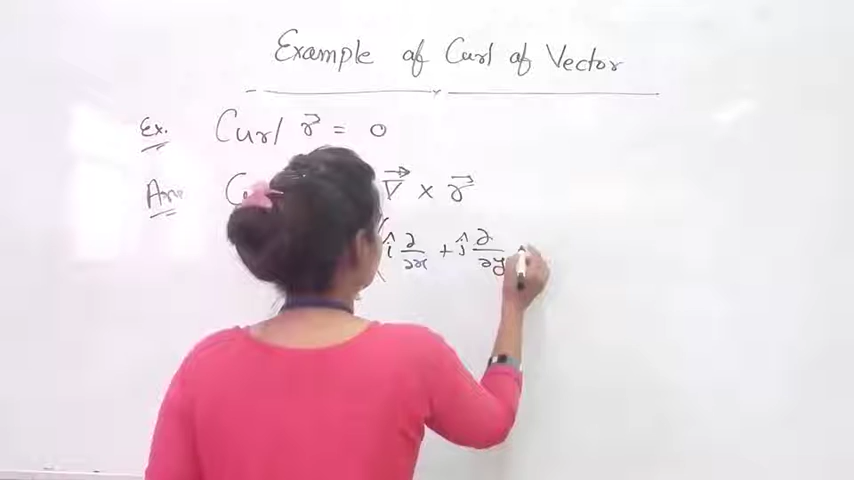 Example of Curl of Vector
Ex. Curl r⃗ = 0
Ans ∇⃗ × r⃗
( î ∂/∂x + ĵ ∂/∂y